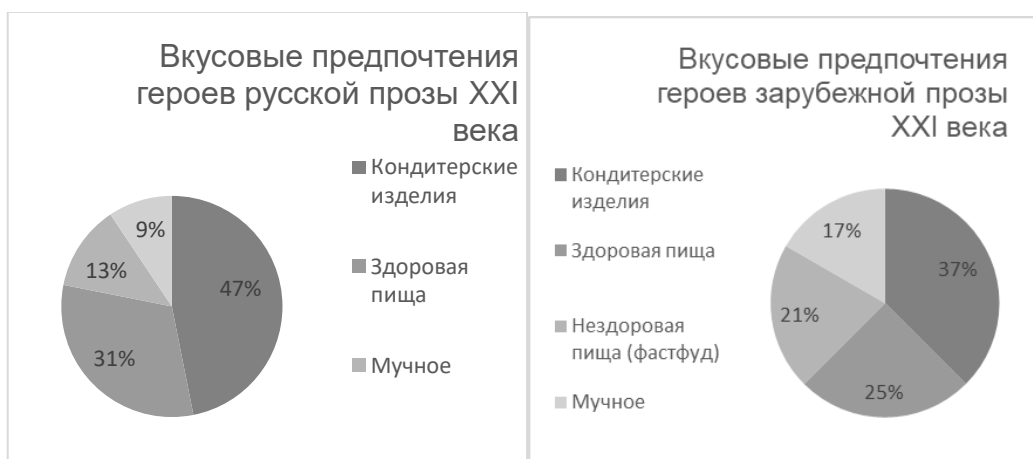 Вкусовые предпочтения
героев русской прозы XXI
века
Кондитерские
изделия
Здоровая
пища
Мучное
9%
13%
47%
31%
Вкусовые предпочтения
героев зарубежной прозы
XXI века
Кондитерские
изделия
Здоровая пища
Нездоровая
пища (фастфуд)
Мучное
17%
37%
21%
25%